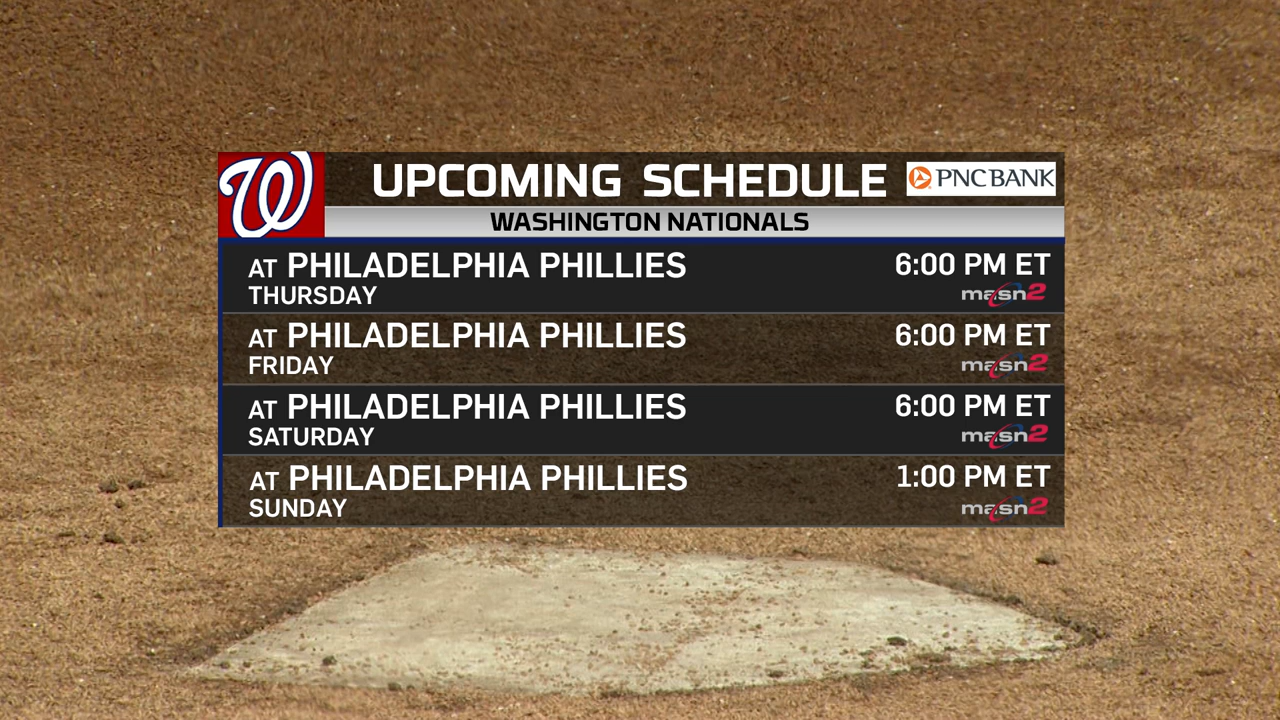 W
UPCOMING SCHEDULE
PNC BANK
WASHINGTON NATIONALS
AT PHILADELPHIA PHILLIES
6:00 PM ET
THURSDAY
masn2
AT PHILADELPHIA PHILLIES
6:00 PM ET
FRIDAY
masn2
AT PHILADELPHIA PHILLIES
6:00 PM ET
SATURDAY
masn2
AT PHILADELPHIA PHILLIES
1:00 PM ET
SUNDAY
masn2